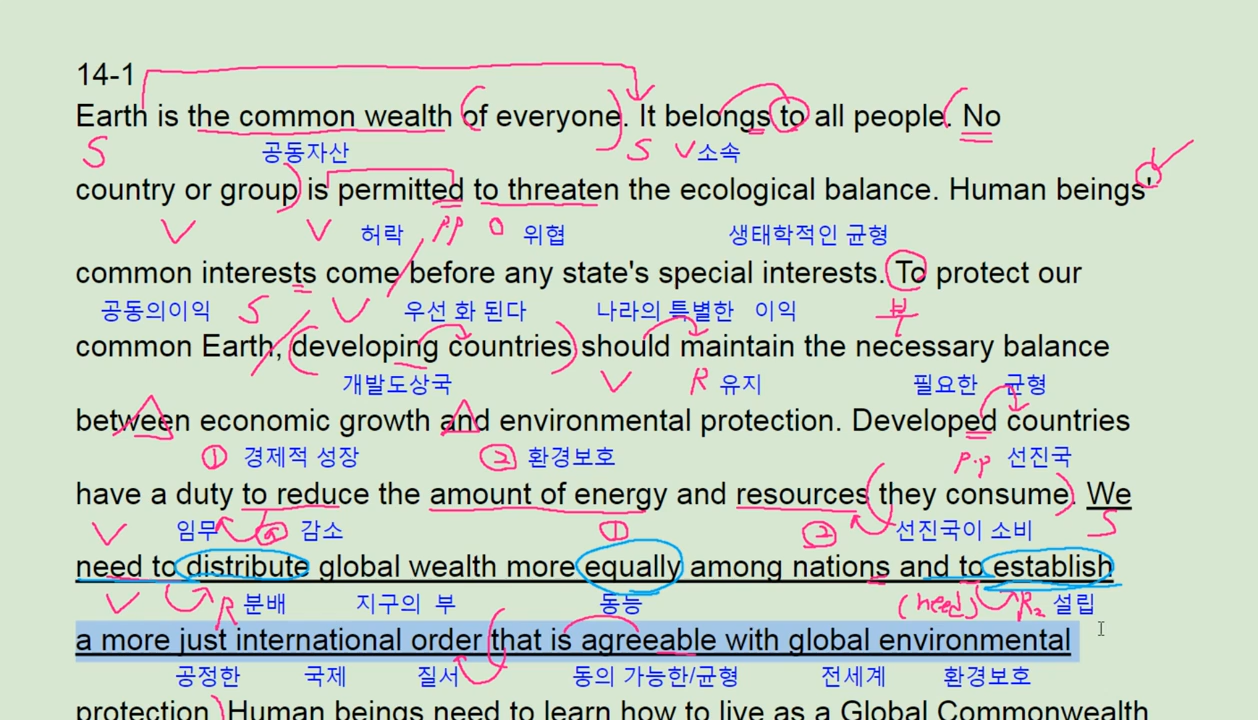 14-1
Earth is the common wealth of everyone. It belongs to all people. No
S 공동자산 S V 소속
country or group is permitted to threaten the ecological balance. Human beings'
V V 허락 p.p O 위협 생태학적인 균형
common interests come before any state's special interests. To protect our
공동의이익 S V 우선 화 된다 나라의 특별한 이익 부
common Earth, developing countries should maintain the necessary balance
개발도상국 V R 유지 필요한 균형
between economic growth and environmental protection. Developed countries
① 경제적 성장 ② 환경보호 p.p 선진국
have a duty to reduce the amount of energy and resources they consume. We
V 임무 감소 ① ② 선진국이 소비 S
need to distribute global wealth more equally among nations and to establish
V R 분배 지구의 부 동등 (need) R₂ 설립
a more just international order that is agreeable with global environmental
공정한 국제 질서 동의 가능한/균형 전세계 환경보호
protection. Human beings need to learn how to live as a Global Commonwealth